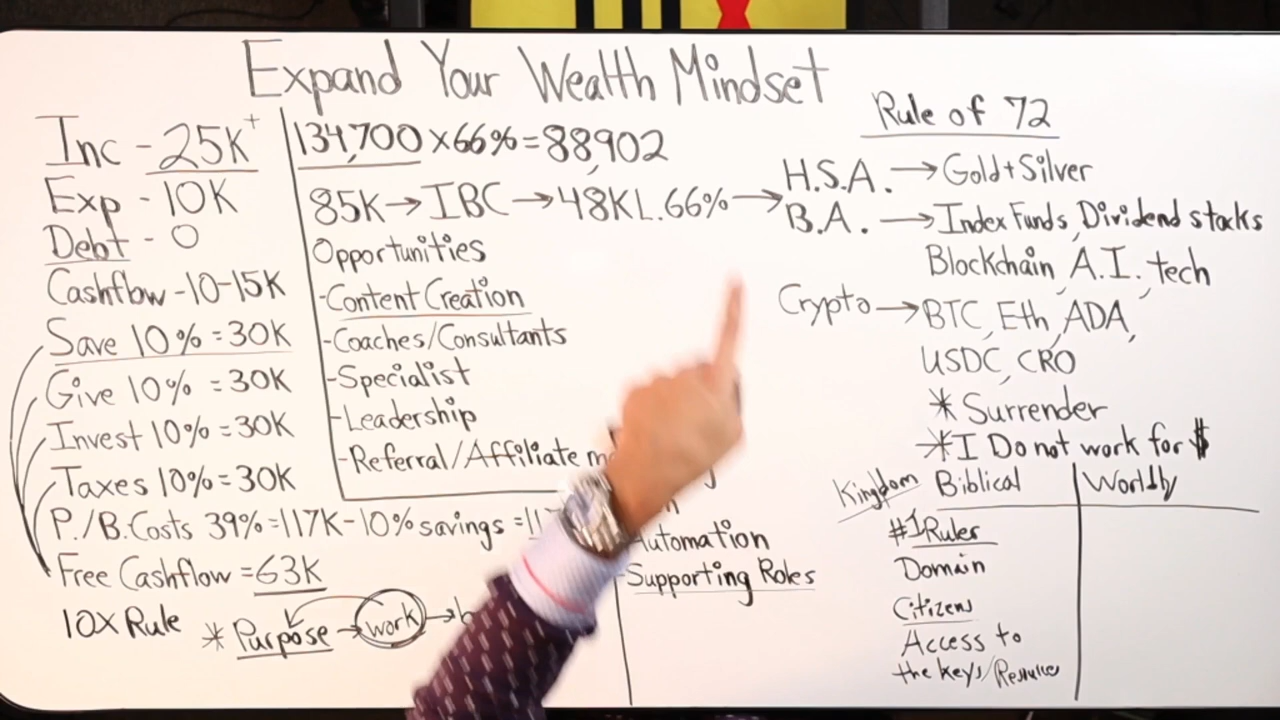 Expand Your Wealth Mindset
Inc - 25K+
Exp - 10K
Debt - 0
Cashflow - 10-15K
Save 10% = 30K
Give 10% = 30K
Invest 10% = 30K
Taxes 10% = 30K
P./B. Costs 39% = 117K - 10% savings =
Free Cashflow = 63K
10X Rule
* Purpose → work →
134,700 x 66% = 88,902
85K → IBC → 48K L. 66% →
Opportunities
- Content Creation
- Coaches/Consultants
- Specialist
- Leadership
- Referral/Affiliate
Automation
- Supporting Roles
Rule of 72
H.S.A. → Gold + Silver
B.A. → Index Funds, Dividend stocks
Blockchain, A.I., tech
Crypto → BTC, Eth, ADA,
USDC, CRO
* Surrender
* I Do not work for $
Kingdom Biblical
Worldly
#1 Rulers
Domain
Citizens
Access to
the keys/Resources